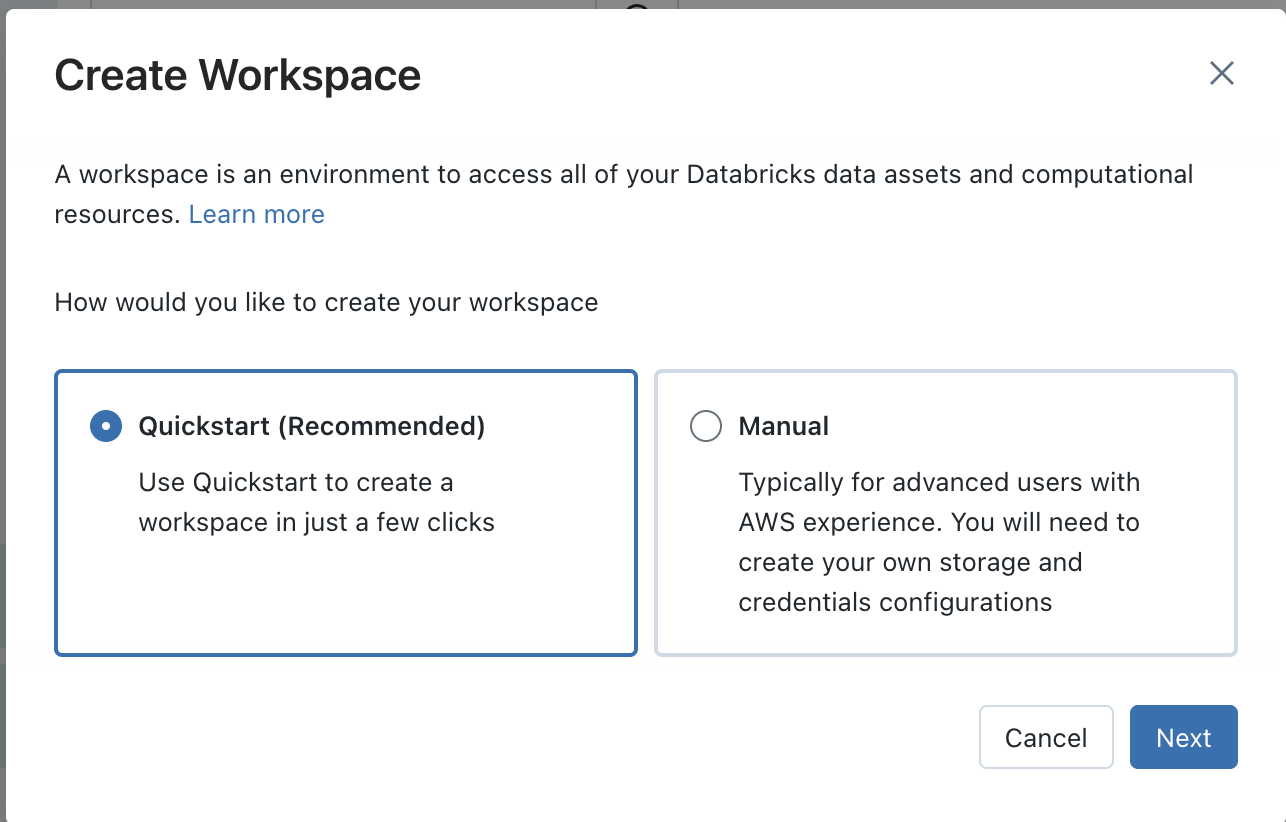 Create Workspace
A workspace is an environment to access all of your Databricks data assets and computational
resources. Learn more
How would you like to create your workspace
Quickstart (Recommended)
Use Quickstart to create a
workspace in just a few clicks
Manual
Typically for advanced users with
AWS experience. You will need to
create your own storage and
credentials configurations
Cancel
Next